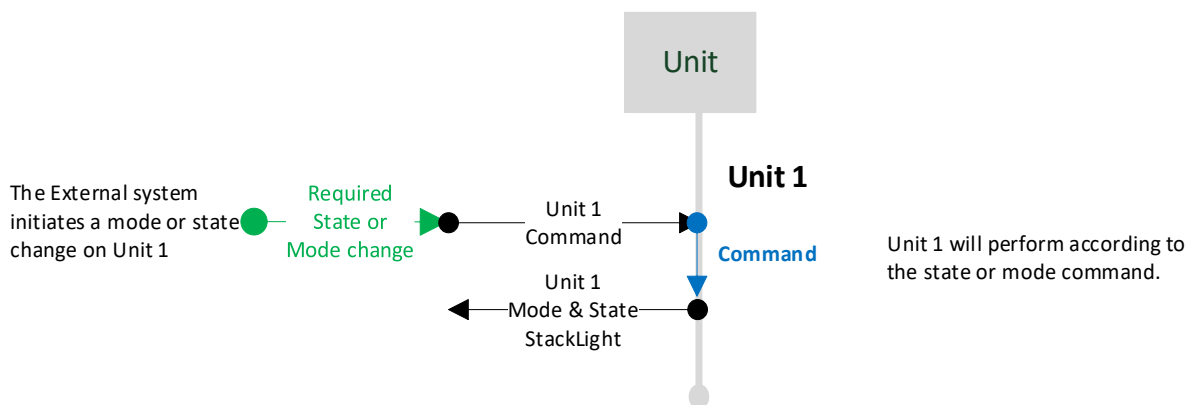 Unit
Unit 1
The External system
initiates a mode or state
change on Unit 1
Required
State or
Mode change
Unit 1
Command
Command
Unit 1
Mode & State
StackLight
Unit 1 will perform according to
the state or mode command.